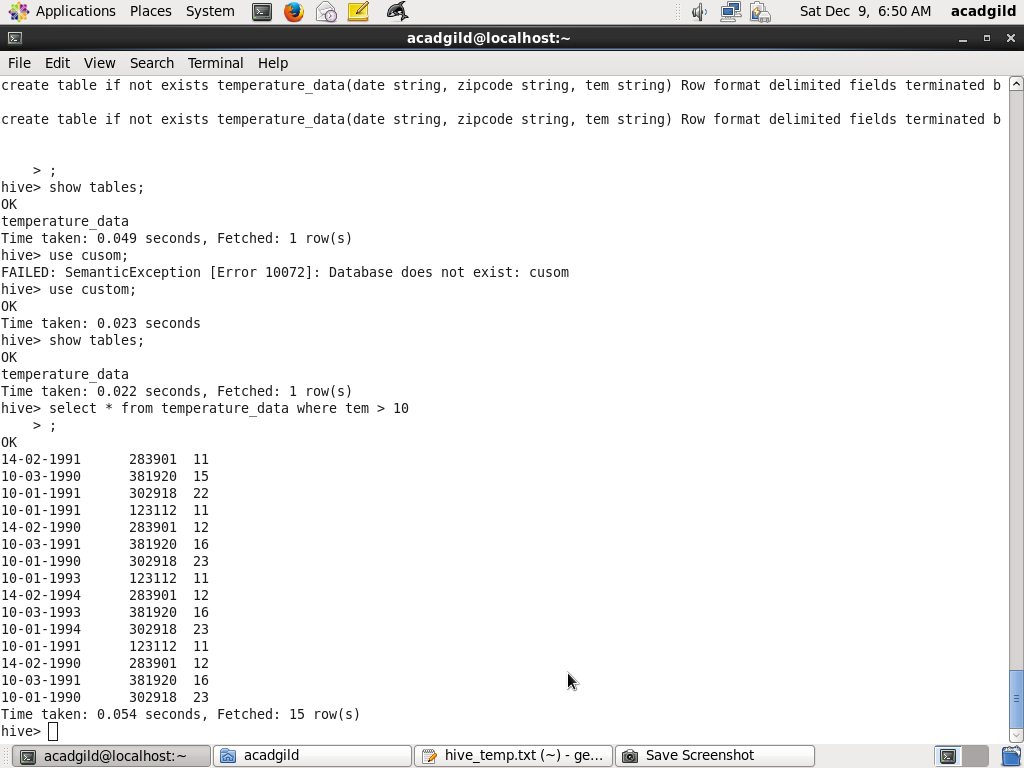 Applications Places System Sat Dec 9, 6:50 AM acadgild
acadgild@localhost:~
File Edit View Search Terminal Help
create table if not exists temperature_data(date string, zipcode string, tem string) Row format delimited fields terminated b
create table if not exists temperature_data(date string, zipcode string, tem string) Row format delimited fields terminated b
    > ;
hive> show tables;
OK
temperature_data
Time taken: 0.049 seconds, Fetched: 1 row(s)
hive> use cusom;
FAILED: SemanticException [Error 10072]: Database does not exist: cusom
hive> use custom;
OK
Time taken: 0.023 seconds
hive> show tables;
OK
temperature_data
Time taken: 0.022 seconds, Fetched: 1 row(s)
hive> select * from temperature_data where tem > 10
    > ;
OK
14-02-1991      283901  11
10-03-1990      381920  15
10-01-1991      302918  22
10-01-1991      123112  11
14-02-1990      283901  12
10-03-1991      381920  16
10-01-1990      302918  23
10-01-1993      123112  11
14-02-1994      283901  12
10-03-1993      381920  16
10-01-1994      302918  23
10-01-1991      123112  11
14-02-1990      283901  12
10-03-1991      381920  16
10-01-1990      302918  23
Time taken: 0.054 seconds, Fetched: 15 row(s)
hive>
acadgild@localhost:~ acadgild hive_temp.txt (~) - ge... Save Screenshot